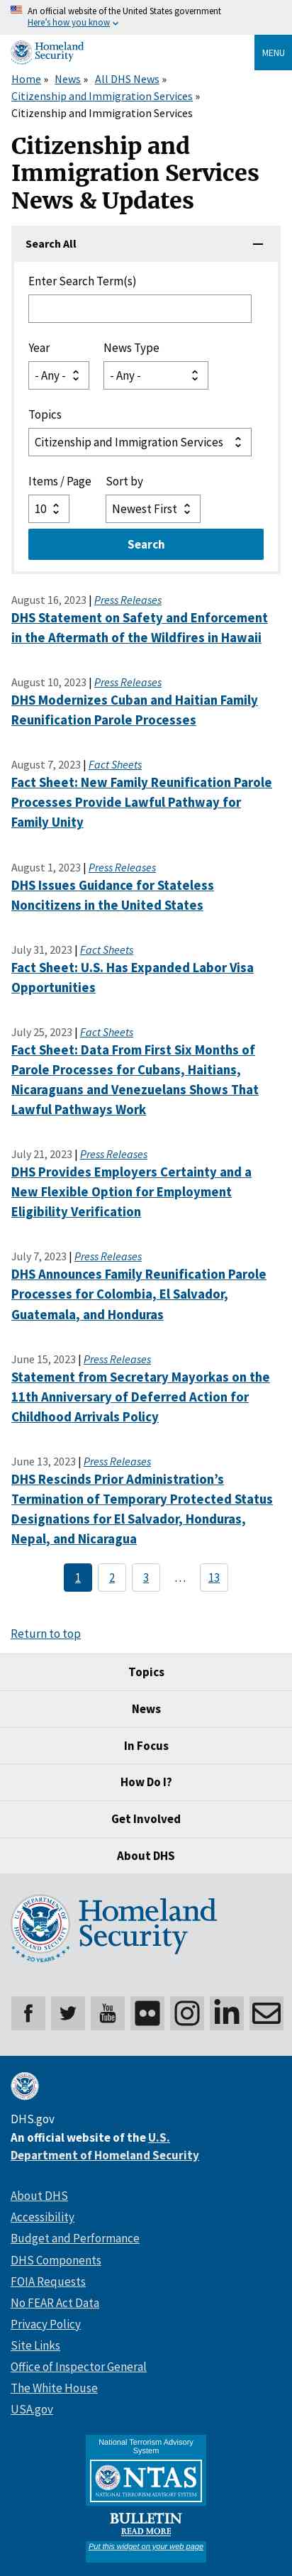 An official website of the United States government
Here's how you know
Homeland
Security
MENU
Home » News » All DHS News »
Citizenship and Immigration Services »
Citizenship and Immigration Services
Citizenship and
Immigration Services
News & Updates
Search All
Enter Search Term(s)
Year News Type
- Any - - Any -
Topics
Citizenship and Immigration Services
Items / Page Sort by
10 Newest First
Search
August 16, 2023 | Press Releases
DHS Statement on Safety and Enforcement
in the Aftermath of the Wildfires in Hawaii
August 10, 2023 | Press Releases
DHS Modernizes Cuban and Haitian Family
Reunification Parole Processes
August 7, 2023 | Fact Sheets
Fact Sheet: New Family Reunification Parole
Processes Provide Lawful Pathway for
Family Unity
August 1, 2023 | Press Releases
DHS Issues Guidance for Stateless
Noncitizens in the United States
July 31, 2023 | Fact Sheets
Fact Sheet: U.S. Has Expanded Labor Visa
Opportunities
July 25, 2023 | Fact Sheets
Fact Sheet: Data From First Six Months of
Parole Processes for Cubans, Haitians,
Nicaraguans and Venezuelans Shows That
Lawful Pathways Work
July 21, 2023 | Press Releases
DHS Provides Employers Certainty and a
New Flexible Option for Employment
Eligibility Verification
July 7, 2023 | Press Releases
DHS Announces Family Reunification Parole
Processes for Colombia, El Salvador,
Guatemala, and Honduras
June 15, 2023 | Press Releases
Statement from Secretary Mayorkas on the
11th Anniversary of Deferred Action for
Childhood Arrivals Policy
June 13, 2023 | Press Releases
DHS Rescinds Prior Administration’s
Termination of Temporary Protected Status
Designations for El Salvador, Honduras,
Nepal, and Nicaragua
1 2 3 … 13
Return to top
Topics
News
In Focus
How Do I?
Get Involved
About DHS
Homeland
Security
You
Tube
DHS.gov
An official website of the U.S.
Department of Homeland Security
About DHS
Accessibility
Budget and Performance
DHS Components
FOIA Requests
No FEAR Act Data
Privacy Policy
Site Links
Office of Inspector General
The White House
USA.gov
National Terrorism Advisory
System
NTAS
NATIONAL TERRORISM ADVISORY SYSTEM
BULLETIN
READ MORE
Put this widget on your web page